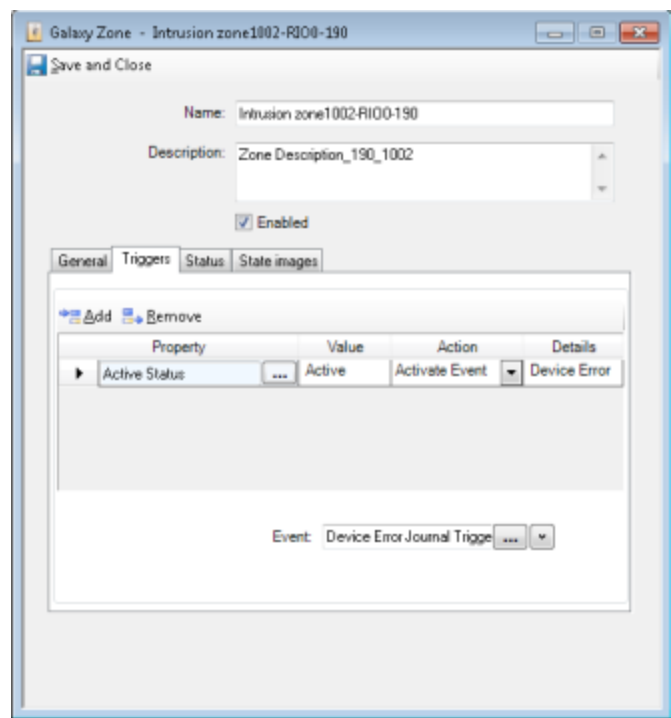 Galaxy Zone - Intrusion zone1002-RIO0-190
Save and Close
Name: Intrusion zone1002-RIO0-190
Description: Zone Description_190_1002
Enabled
General Triggers Status State images
Add Remove
Property Value Action Details
Active Status ... Active Activate Event Device Error
Event: Device Error Journal Trigge ...